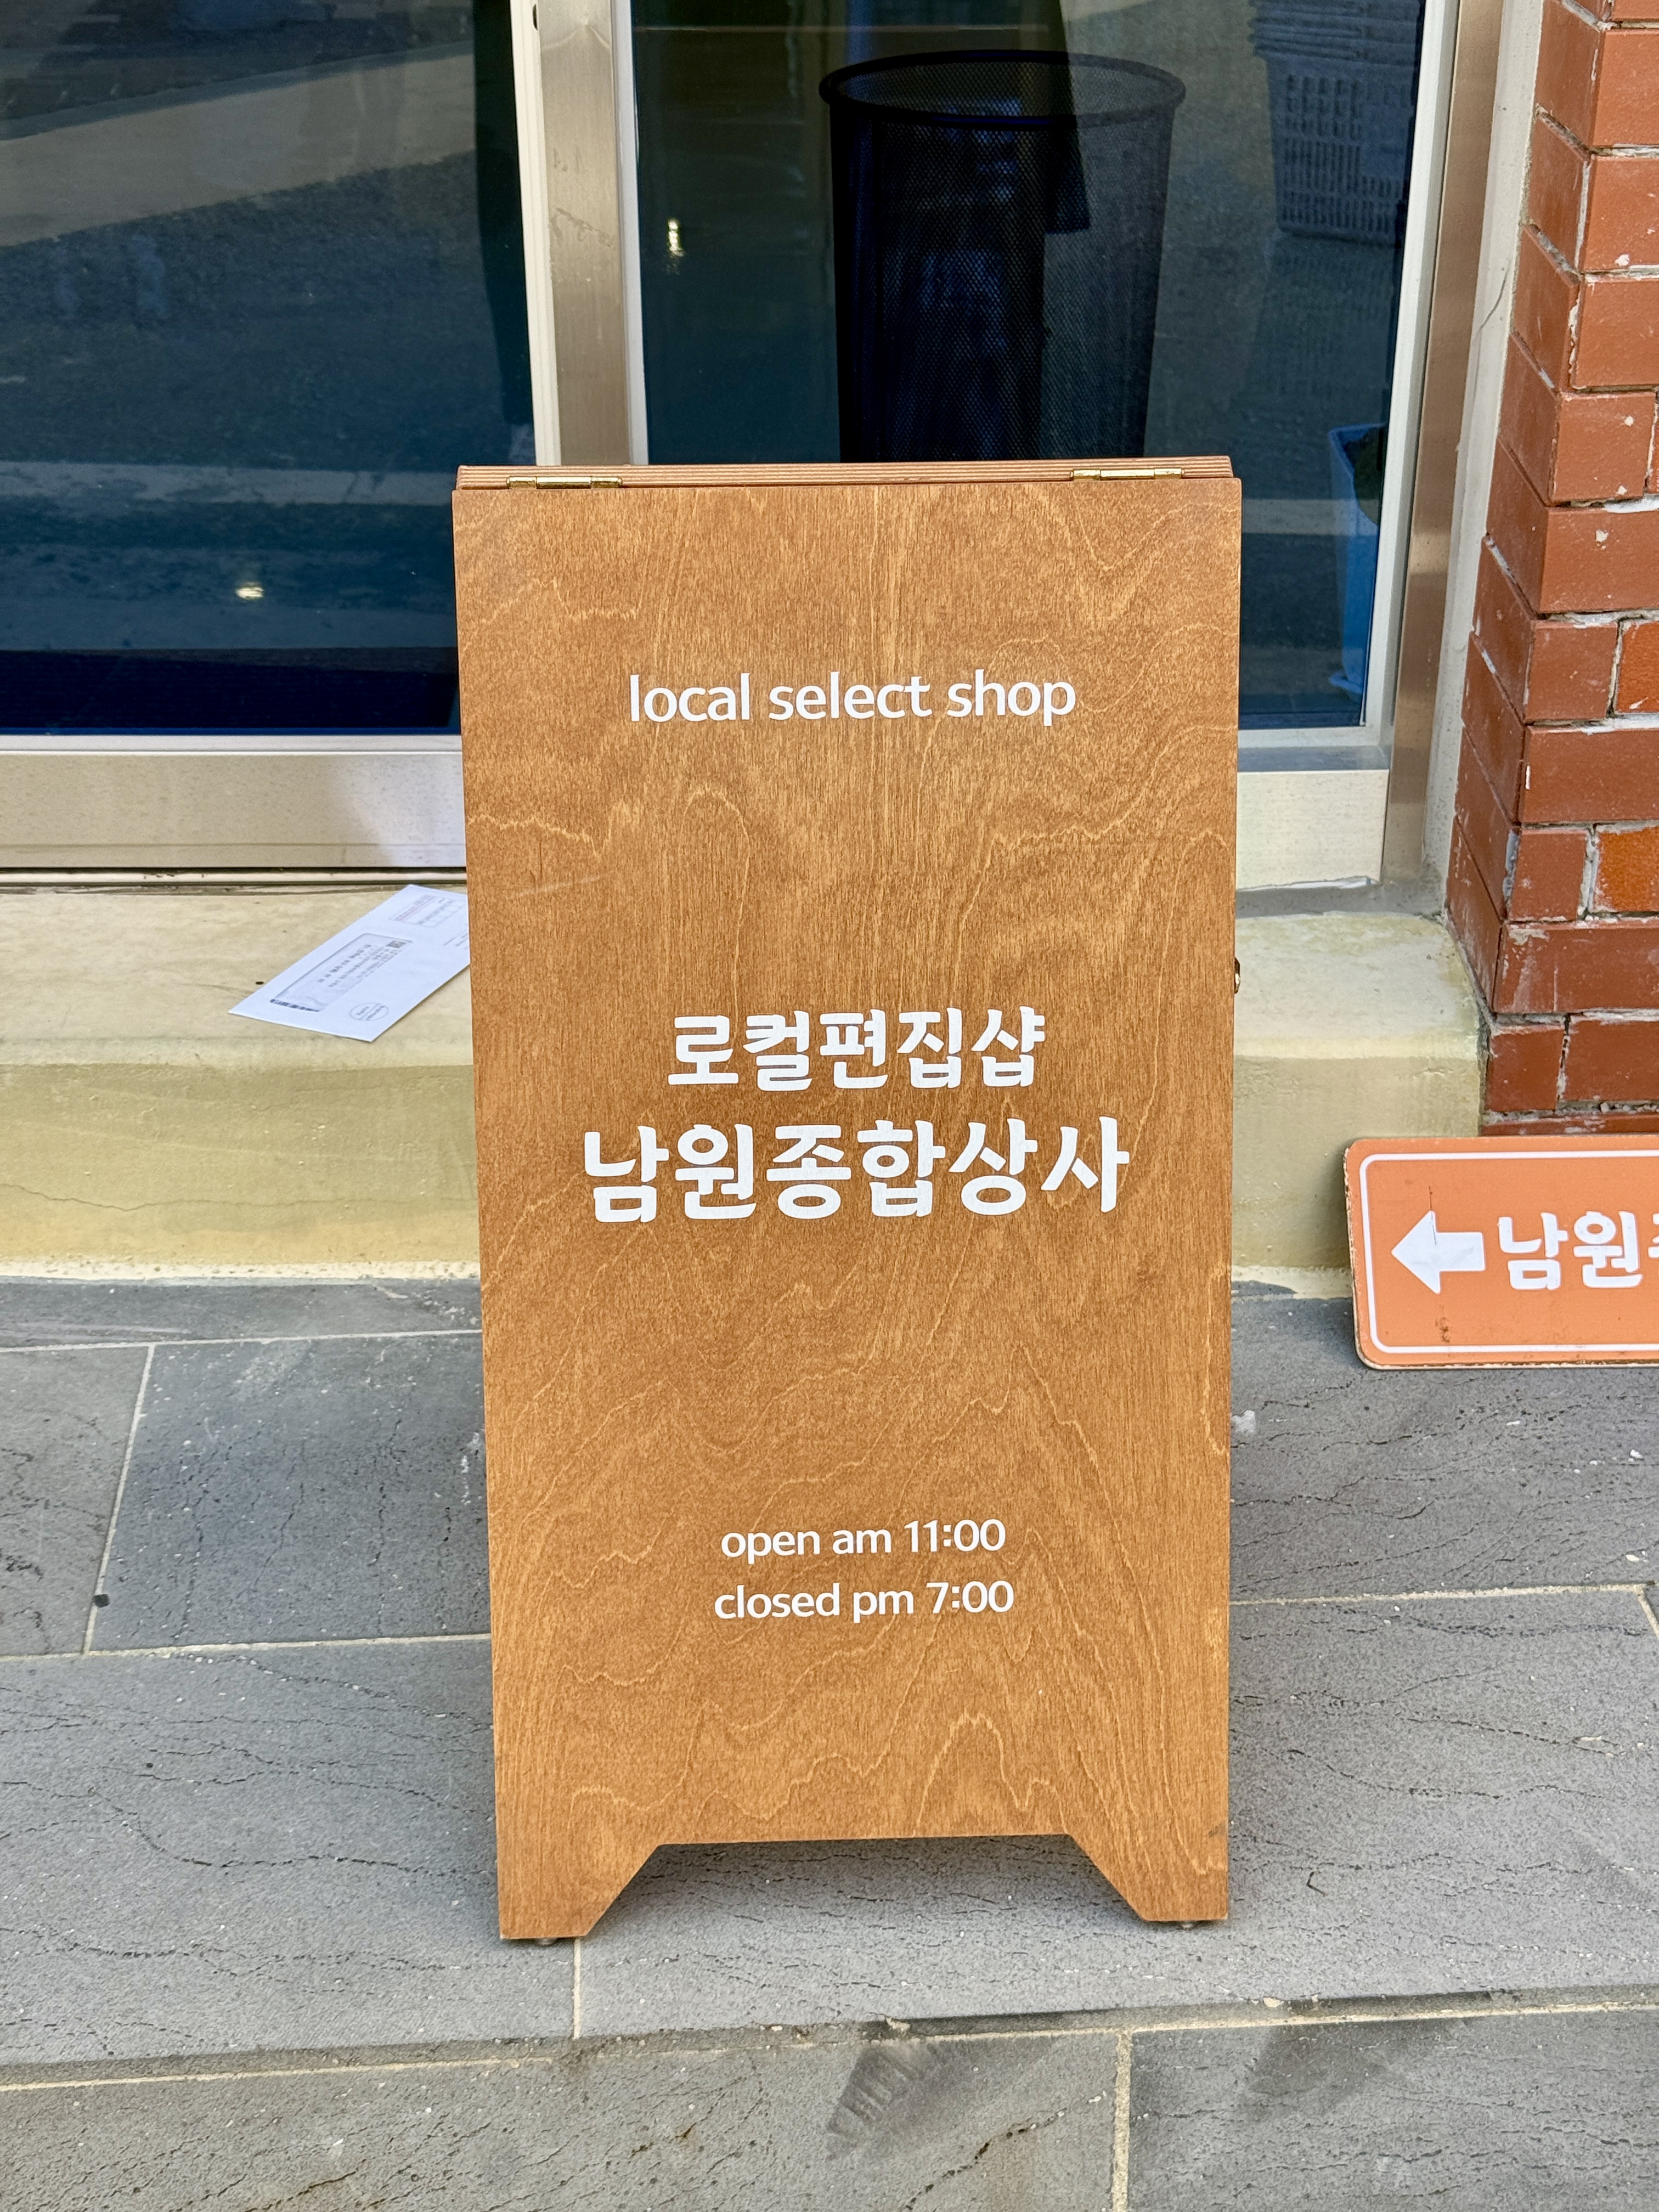 local select shop
로컬편집샵
남원종합상사
open am 11:00
closed pm 7:00
남원